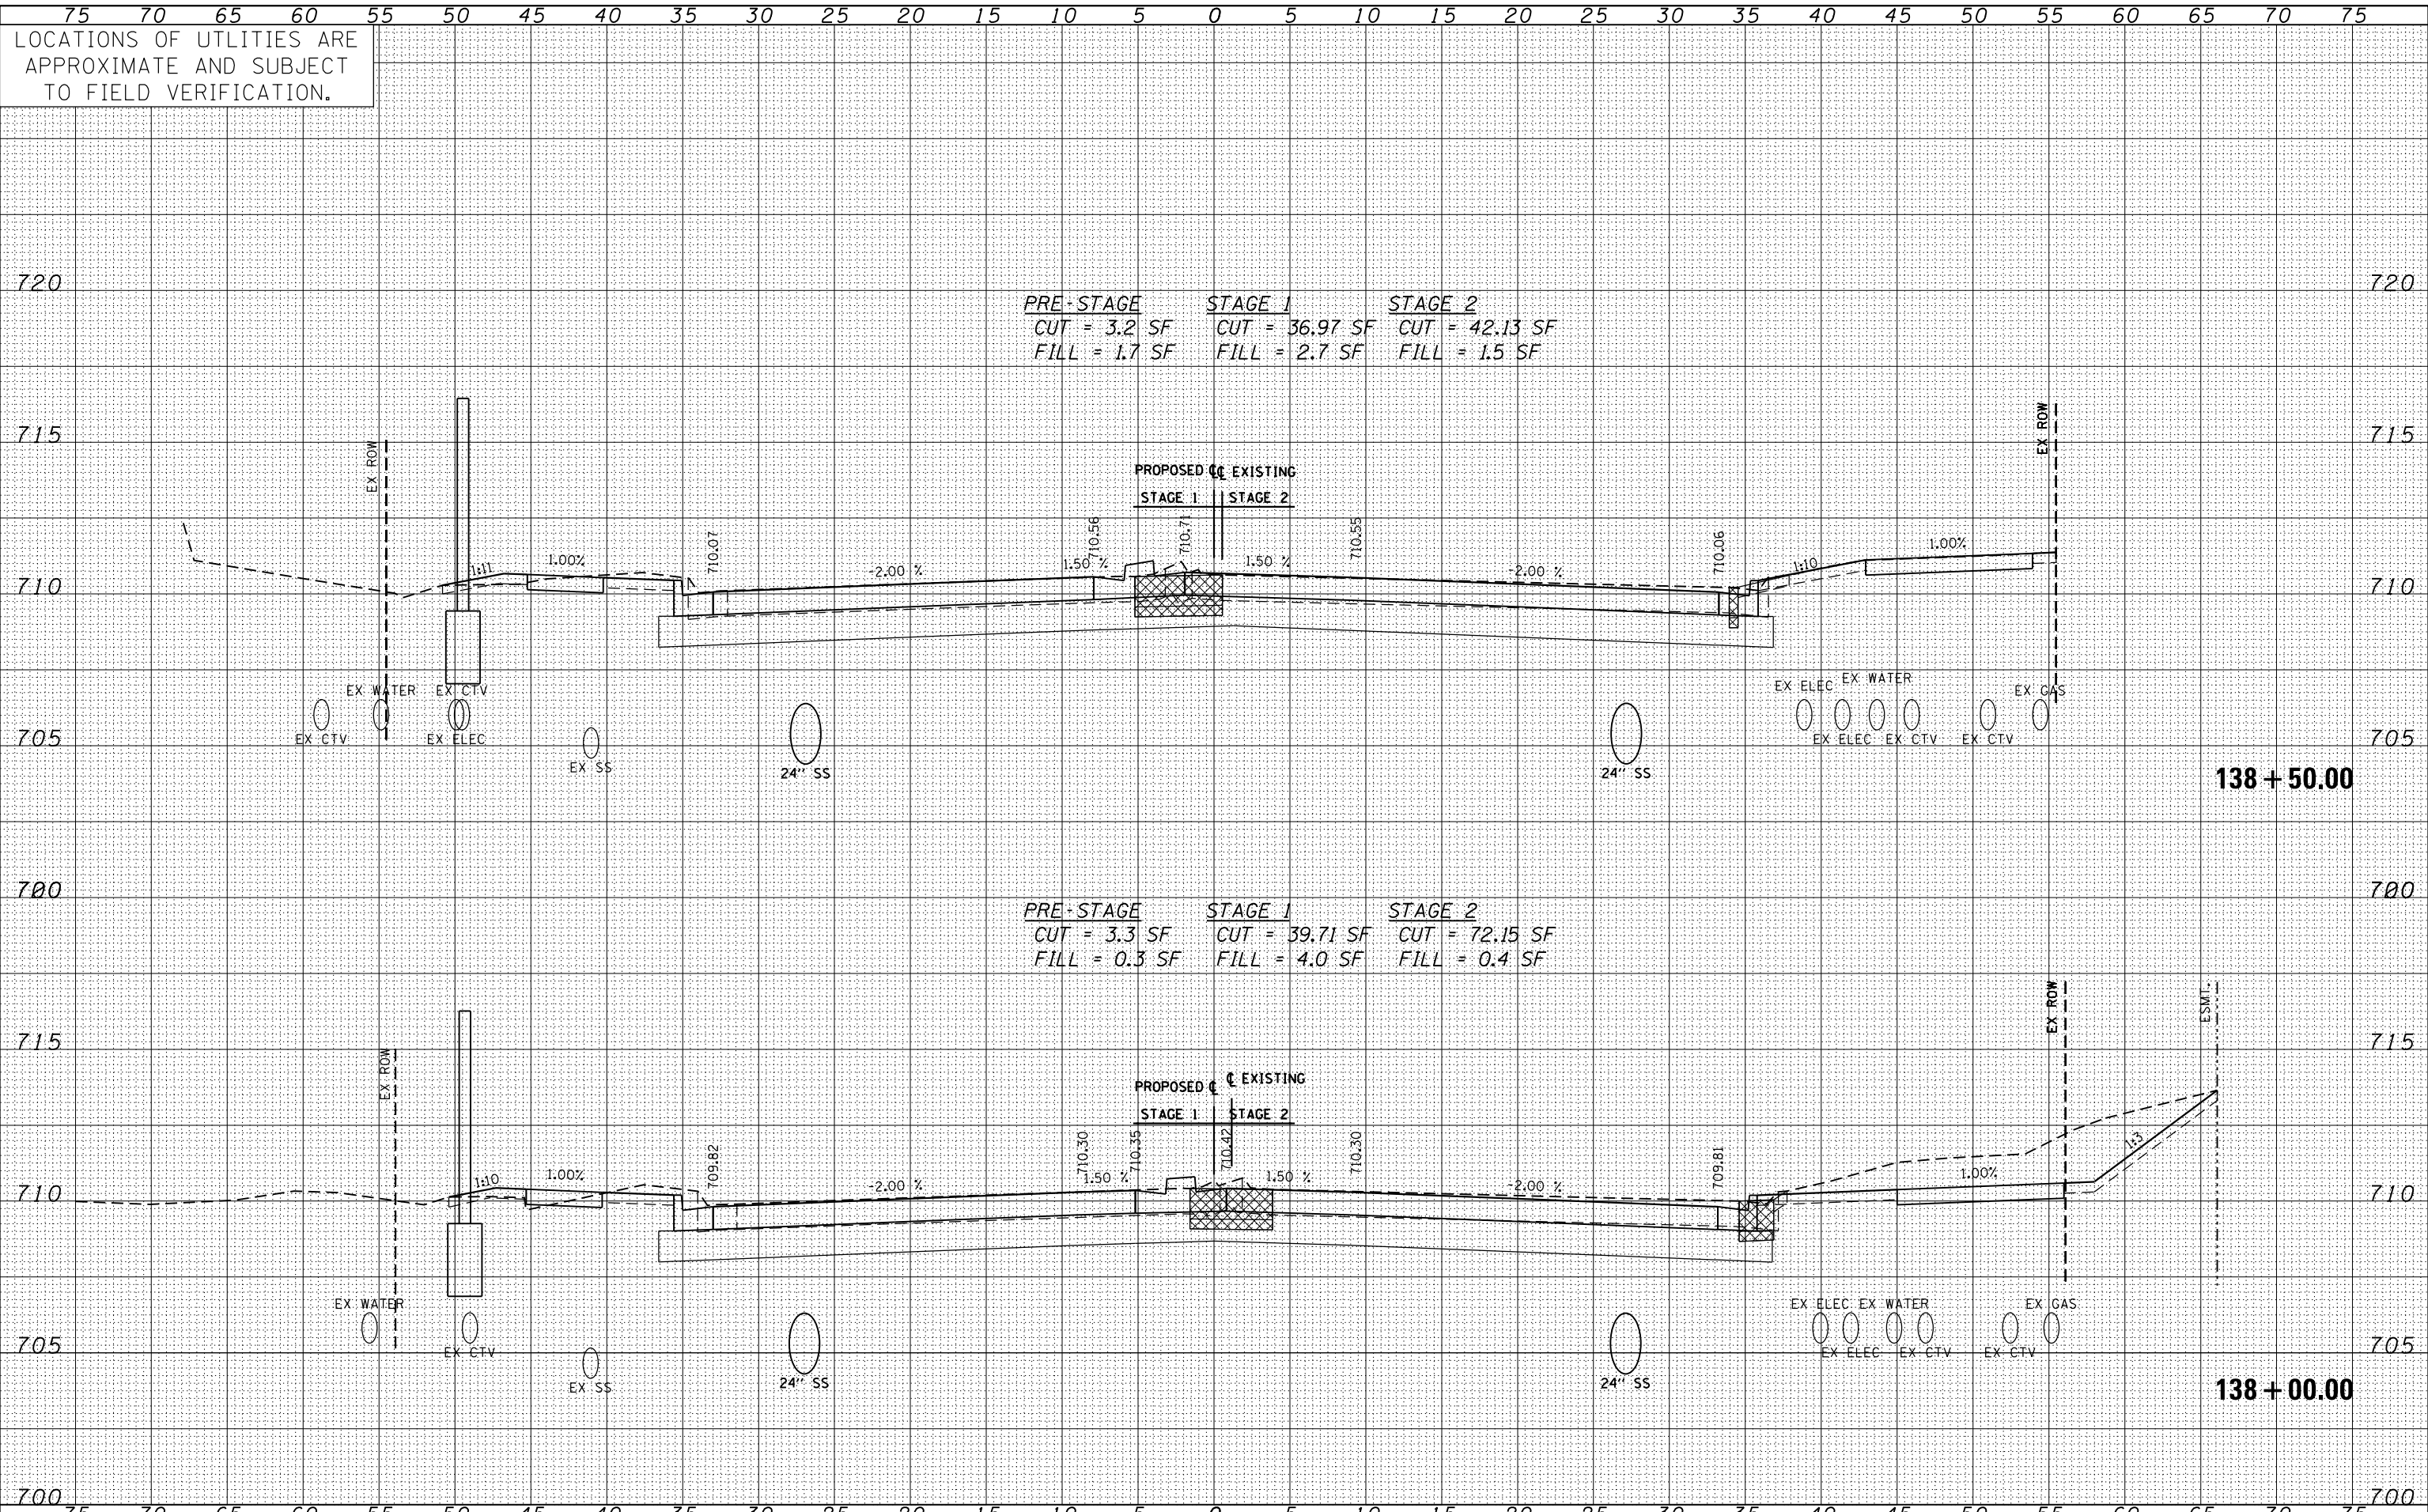 75 70 65 60 55 50 45 40 35 30 25 20 15 10 5 0 5 10 15 20 25 30 35 40 45 50 55 60 65 70 75
LOCATIONS OF UTLITIES ARE
APPROXIMATE AND SUBJECT
TO FIELD VERIFICATION.
720 720
PRE-STAGE STAGE 1 STAGE 2
CUT = 3.2 SF CUT = 36.97 SF CUT = 42.13 SF
FILL = 1.7 SF FILL = 2.7 SF FILL = 1.5 SF
715 715
EX ROW
EX ROW
PROPOSED ℄ ℄ EXISTING
STAGE 1 STAGE 2
710.07
710.56
710.71
710.55
710.06
1:11
1.00%
-2.00 %
1.50 %
1.50 %
-2.00 %
1:10
1.00%
710 710
EX WATER EX CTV
EX ELEC EX WATER EX GAS
EX CTV EX ELEC EX ELEC EX CTV EX CTV
705 705
EX SS
24" SS 24" SS
138+50.00
700 700
PRE-STAGE STAGE 1 STAGE 2
CUT = 3.3 SF CUT = 39.71 SF CUT = 72.15 SF
FILL = 0.3 SF FILL = 4.0 SF FILL = 0.4 SF
715 715
EX ROW
EX ROW
ESMT.
PROPOSED ℄ ℄ EXISTING
STAGE 1 STAGE 2
709.82
710.30
710.35
710.42
710.30
709.81
1:10
1.00%
-2.00 %
1.50 %
1.50 %
-2.00 %
1.00%
1:3
710 710
EX WATER EX ELEC EX WATER EX GAS
EX CTV EX ELEC EX CTV EX CTV
705 705
EX SS
24" SS 24" SS
138+00.00
700 700
75 70 65 60 55 50 45 40 35 30 25 20 15 10 5 0 5 10 15 20 25 30 35 40 45 50 55 60 65 70 75